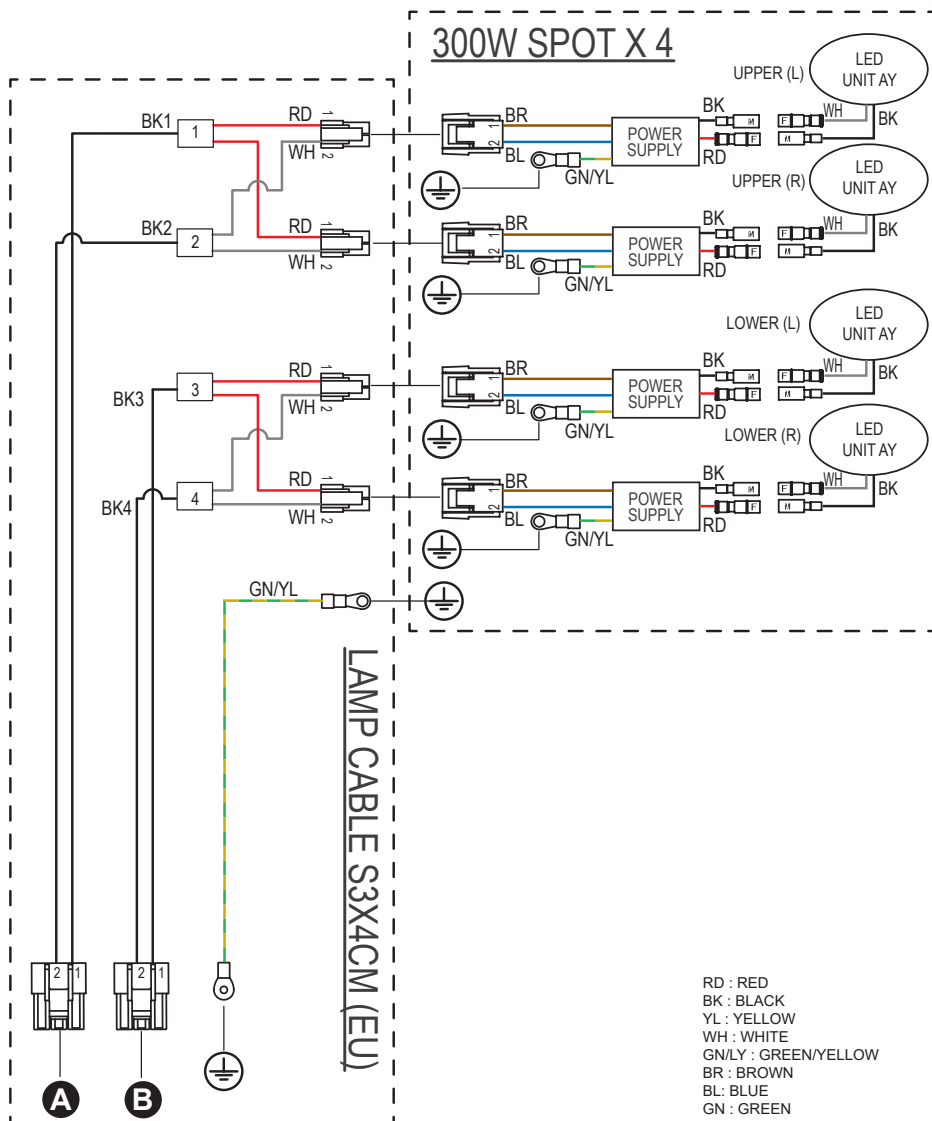 300W SPOT X 4
UPPER (L)
LED
UNIT AY
BK1
1
RD
1
WH
2
1
2
BR
BL
GN/YL
POWER
SUPPLY
BK
RD
M
F
F
M
WH
BK
UPPER (R)
LED
UNIT AY
BK2
2
RD
1
WH
2
1
2
BR
BL
GN/YL
POWER
SUPPLY
BK
RD
M
F
F
M
WH
BK
LOWER (L)
LED
UNIT AY
BK3
3
RD
1
WH
2
1
2
BR
BL
GN/YL
POWER
SUPPLY
BK
RD
M
F
F
M
WH
BK
LOWER (R)
LED
UNIT AY
BK4
4
RD
1
WH
2
1
2
BR
BL
GN/YL
POWER
SUPPLY
BK
RD
M
F
F
M
WH
BK
GN/YL
LAMP CABLE S3X4CM (EU)
2 1
2 1
A
B
RD : RED
BK : BLACK
YL : YELLOW
WH : WHITE
GN/LY : GREEN/YELLOW
BR : BROWN
BL: BLUE
GN : GREEN